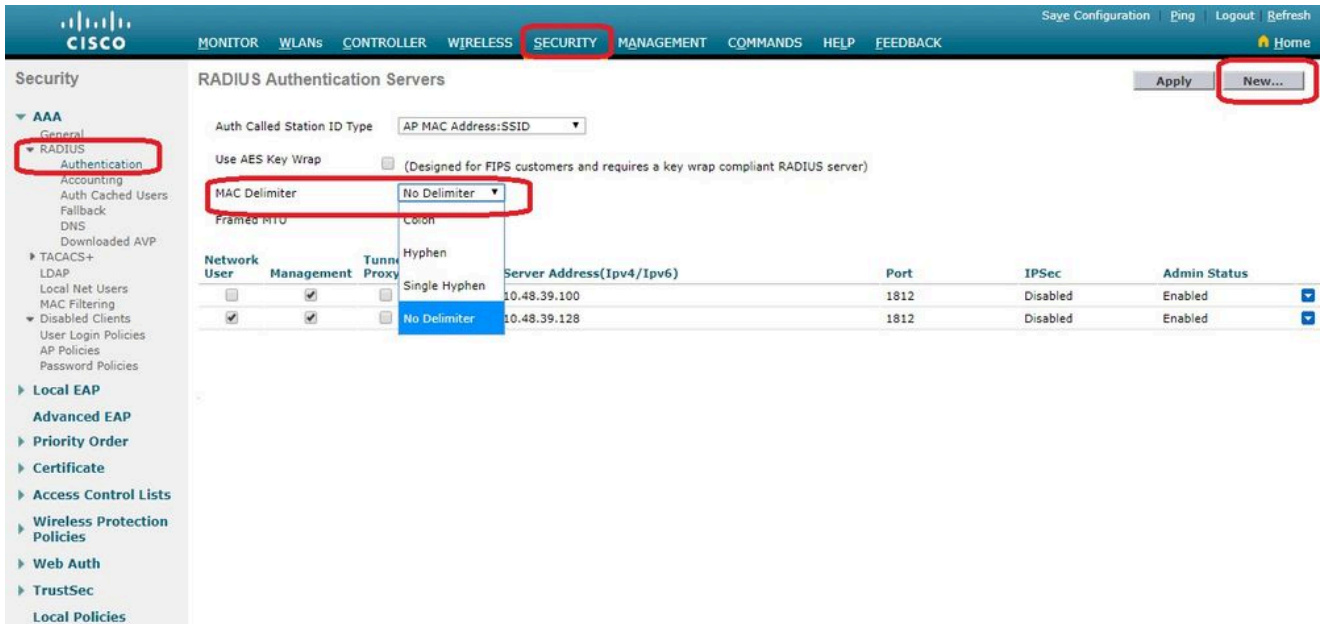 Save Configuration Ping Logout Refresh
CISCO
MONITOR WLANs CONTROLLER WIRELESS SECURITY MANAGEMENT COMMANDS HELP FEEDBACK
Home
Security
AAA
General
RADIUS
Authentication
Accounting
Auth Cached Users
Fallback
DNS
Downloaded AVP
TACACS+
LDAP
Local Net Users
MAC Filtering
Disabled Clients
User Login Policies
AP Policies
Password Policies
Local EAP
Advanced EAP
Priority Order
Certificate
Access Control Lists
Wireless Protection
Policies
Web Auth
TrustSec
Local Policies
RADIUS Authentication Servers
Apply New...
Auth Called Station ID Type AP MAC Address:SSID
Use AES Key Wrap (Designed for FIPS customers and requires a key wrap compliant RADIUS server)
MAC Delimiter No Delimiter
Framed MTU
Colon
Hyphen
Single Hyphen
No Delimiter
Network
User Management Proxy Server Address(Ipv4/Ipv6) Port IPSec Admin Status
10.48.39.100 1812 Disabled Enabled
10.48.39.128 1812 Disabled Enabled